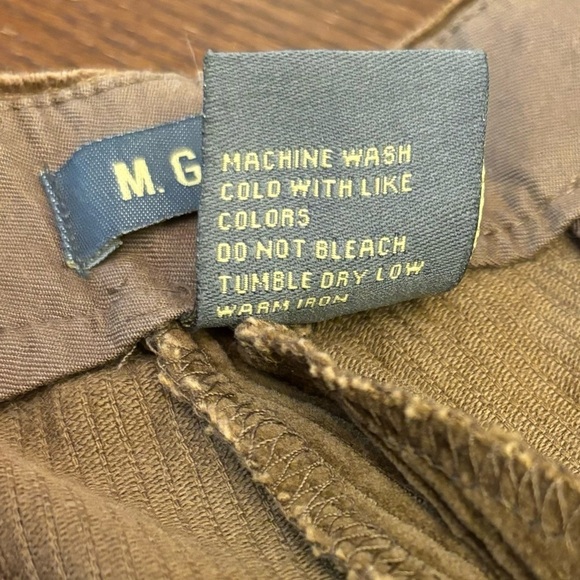 M. G
MACHINE WASH
COLD WITH LIKE
COLORS
DO NOT BLEACH
TUMBLE DRY LOW
WARM IRON